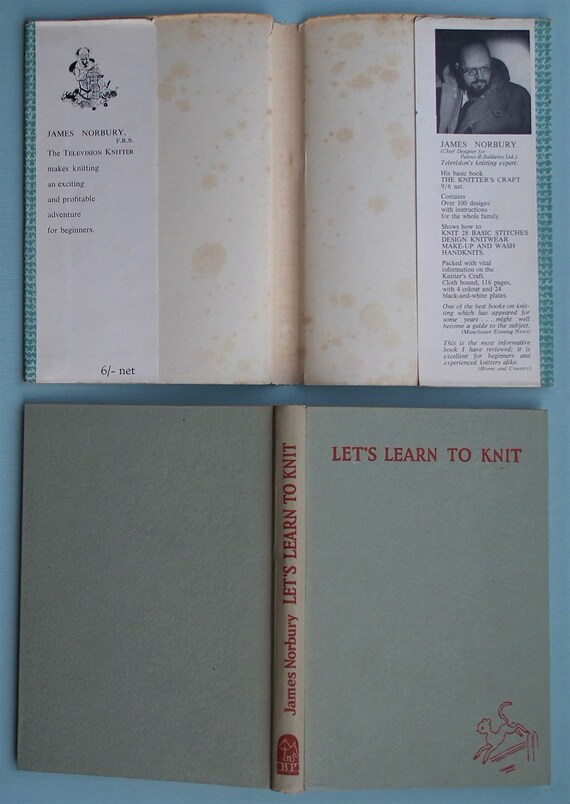 JAMES NORBURY,
F.R.S.
The TELEVISION KNITTER
makes knitting
an exciting
and profitable
adventure
for beginners.
6/- net
JAMES NORBURY
(Chief Designer for
Patons & Baldwins Ltd.)
Television's knitting expert.
His basic book
THE KNITTER'S CRAFT
9/6 net.
Contains
Over 100 designs
with instructions
for the whole family.
Shows how to
KNIT 28 BASIC STITCHES
DESIGN KNITWEAR
MAKE-UP AND WASH
HANDKNITS.
Packed with vital
information on the
Knitter's Craft.
Cloth bound, 116 pages,
with 4 colour and 24
black-and-white plates.
One of the best books on knit-
ting which has appeared for
some years . . . might well
become a guide to the subject.
(Manchester Evening News)
This is the most informative
book I have reviewed; it is
excellent for beginners and
experienced knitters alike.
(Home and Country)
James Norbury LET'S LEARN TO KNIT
BP
LET'S LEARN TO KNIT